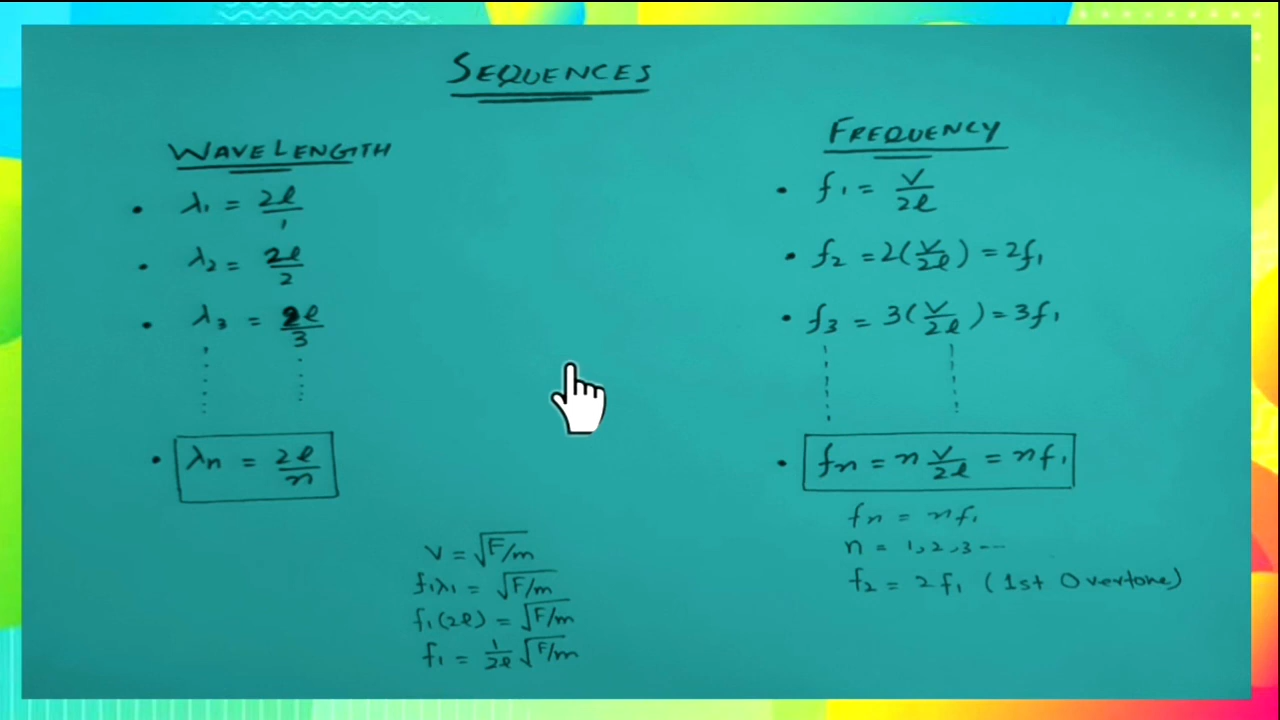 SEQUENCES
WAVELENGTH
• λ₁ = 2l/1
• λ₂ = 2l/2
• λ₃ = 2l/3
• λn = 2l/n
FREQUENCY
• f₁ = V/2l
• f₂ = 2(V/2l) = 2f₁
• f₃ = 3(V/2l) = 3f₁
• fn = n V/2l = nf₁
fn = nf₁
n = 1,2,3---
f₂ = 2f₁ (1st Overtone)
V = √F/m
f₁λ₁ = √F/m
f₁(2l) = √F/m
f₁ = 1/2l √F/m